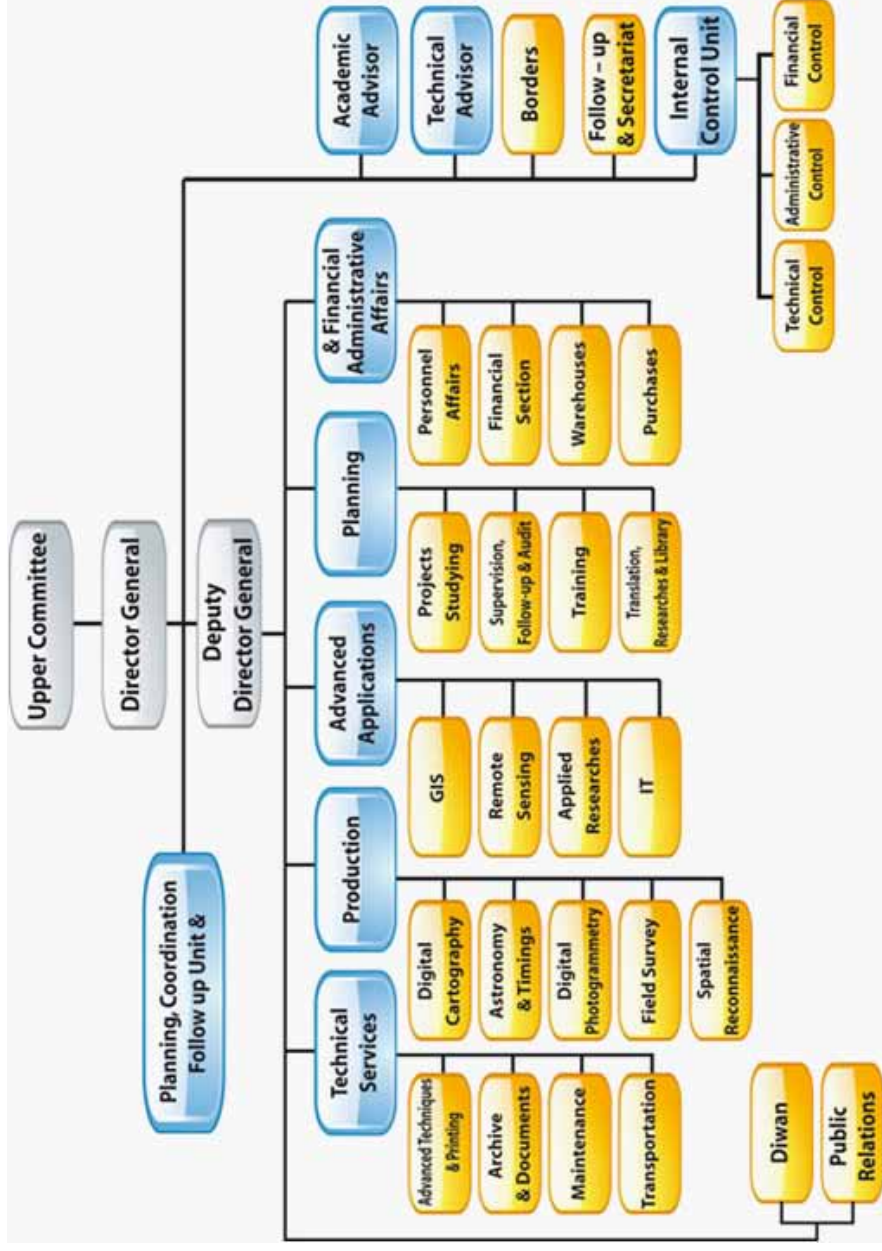 Upper Committee
Director General
Deputy
Director General
Planning, Coordination
Follow up Unit &
Academic
Advisor
Technical
Advisor
Borders
Follow – up
& Secretariat
Internal
Control Unit
Technical
Control
Administrative
Control
Financial
Control
Technical
Services
Advanced Techniques
& Printing
Archive
& Documents
Maintenance
Transportation
Production
Digital
Cartography
Astronomy
& Timings
Digital
Photogrammetry
Field Survey
Spatial
Reconnaissance
Advanced
Applications
GIS
Remote
Sensing
Applied
Researches
IT
Planning
Projects
Studying
Supervision,
Follow-up & Audit
Training
Translation,
Researches & Library
& Financial
Administrative
Affairs
Personnel
Affairs
Financial
Section
Warehouses
Purchases
Diwan
Public
Relations